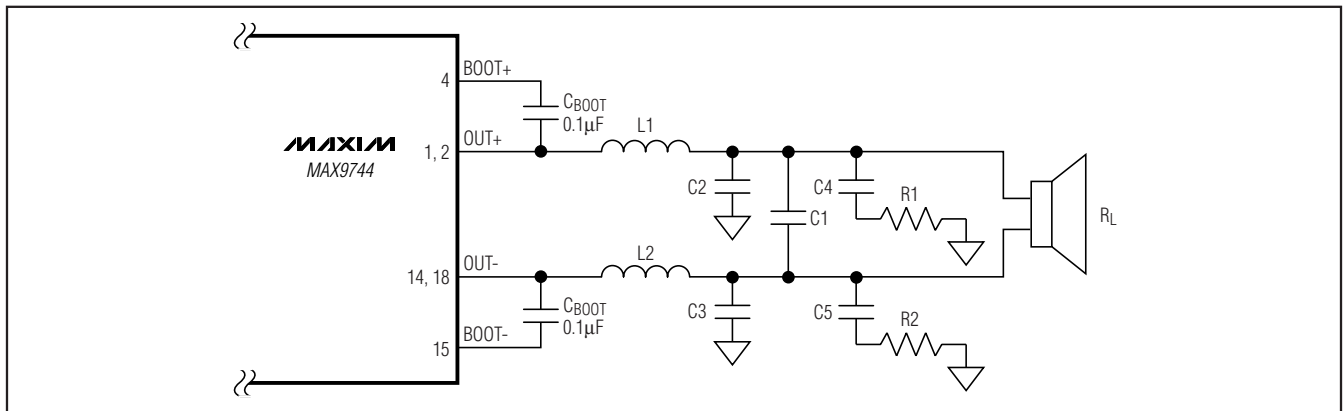 4
BOOT+
CBOOT
0.1µF
L1
MAXIM
MAX9744
1, 2
OUT+
C2
C1
C4
R1
RL
14, 18
OUT-
L2
CBOOT
0.1µF
C3
C5
R2
15
BOOT-